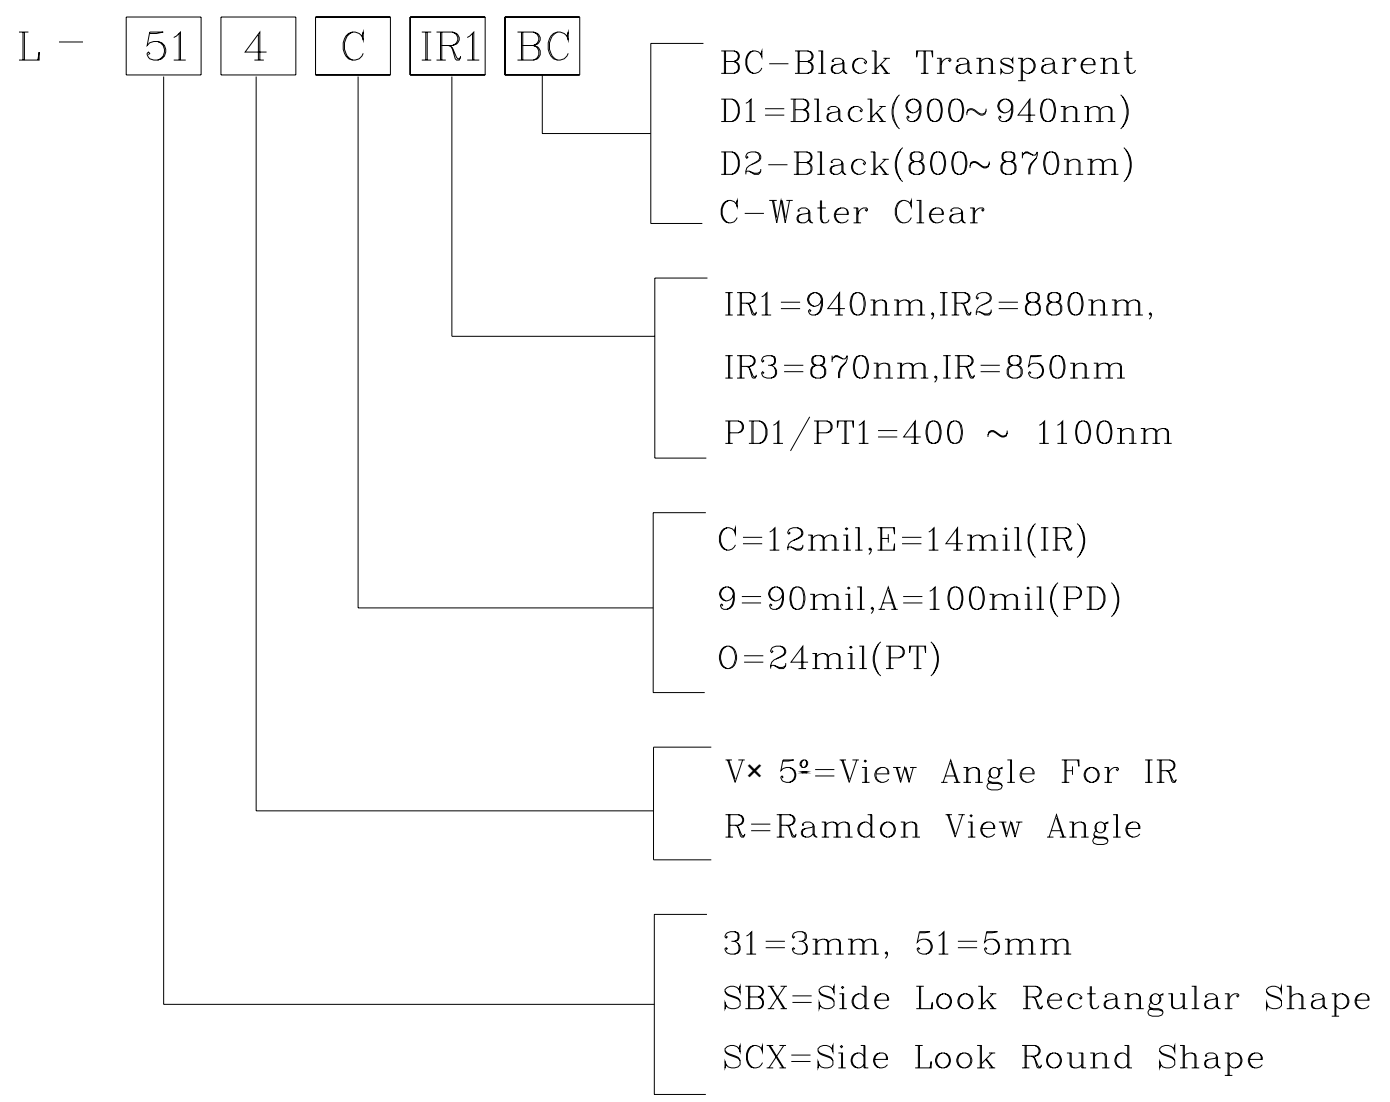 L - 51 4 C IR1 BC
BC-Black Transparent
D1=Black(900~940nm)
D2-Black(800~870nm)
C-Water Clear
IR1=940nm,IR2=880nm,
IR3=870nm,IR=850nm
PD1/PT1=400 ~ 1100nm
C=12mil,E=14mil(IR)
9=90mil,A=100mil(PD)
0=24mil(PT)
V× 5º=View Angle For IR
R=Ramdon View Angle
31=3mm, 51=5mm
SBX=Side Look Rectangular Shape
SCX=Side Look Round Shape